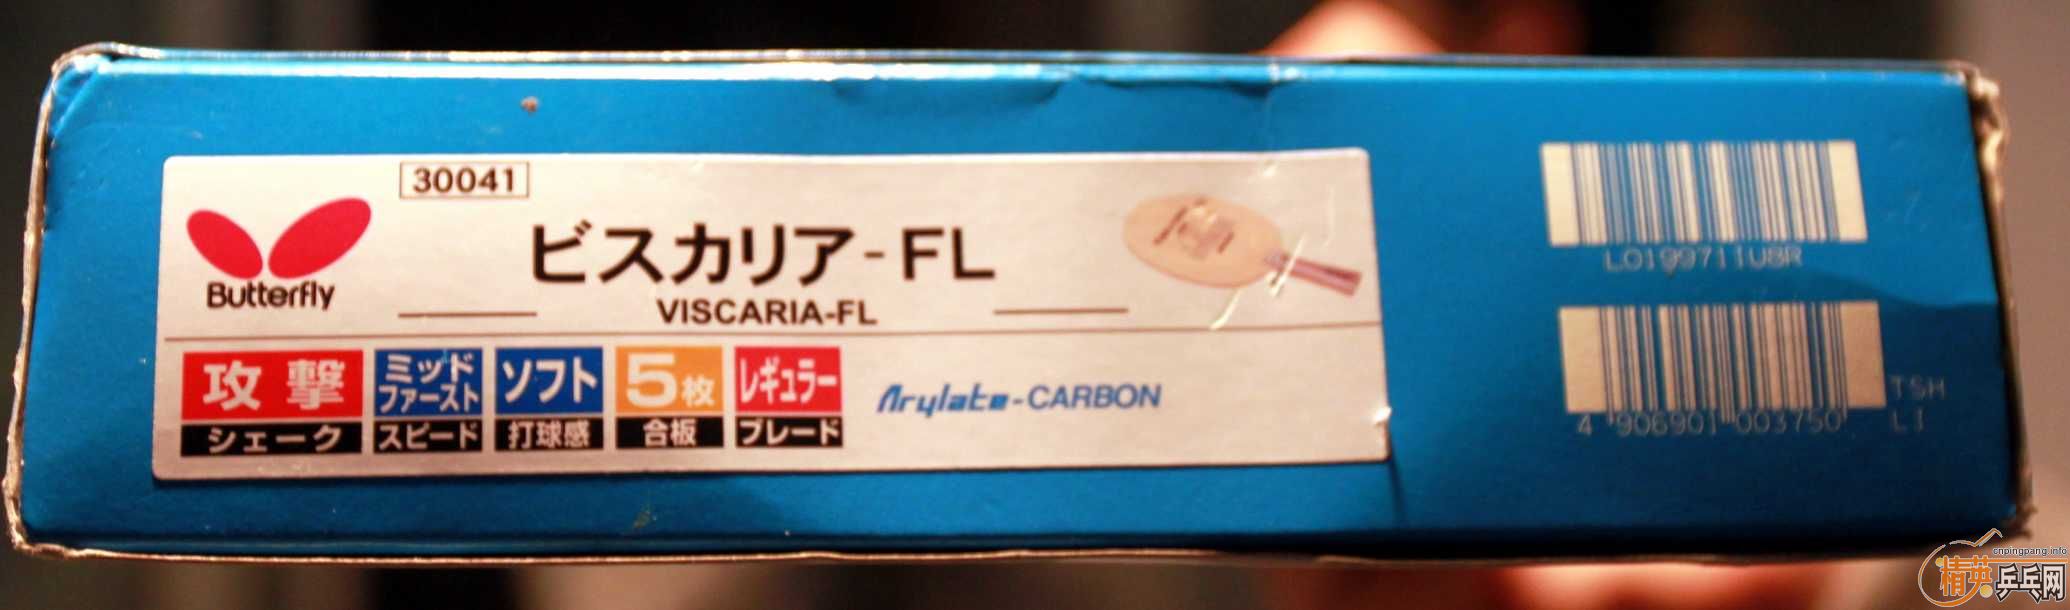 30041
Butterfly
ビスカリア-FL
VISCARIA-FL
攻撃
シェーク
ミッド
ファースト
スピード
ソフト
打球感
5枚
合板
レギュラー
ブレード
Arylate-CARBON
LO199711U8R
4 906901 003750
TSH
LI
cnpingpang.info
精英乒乓网